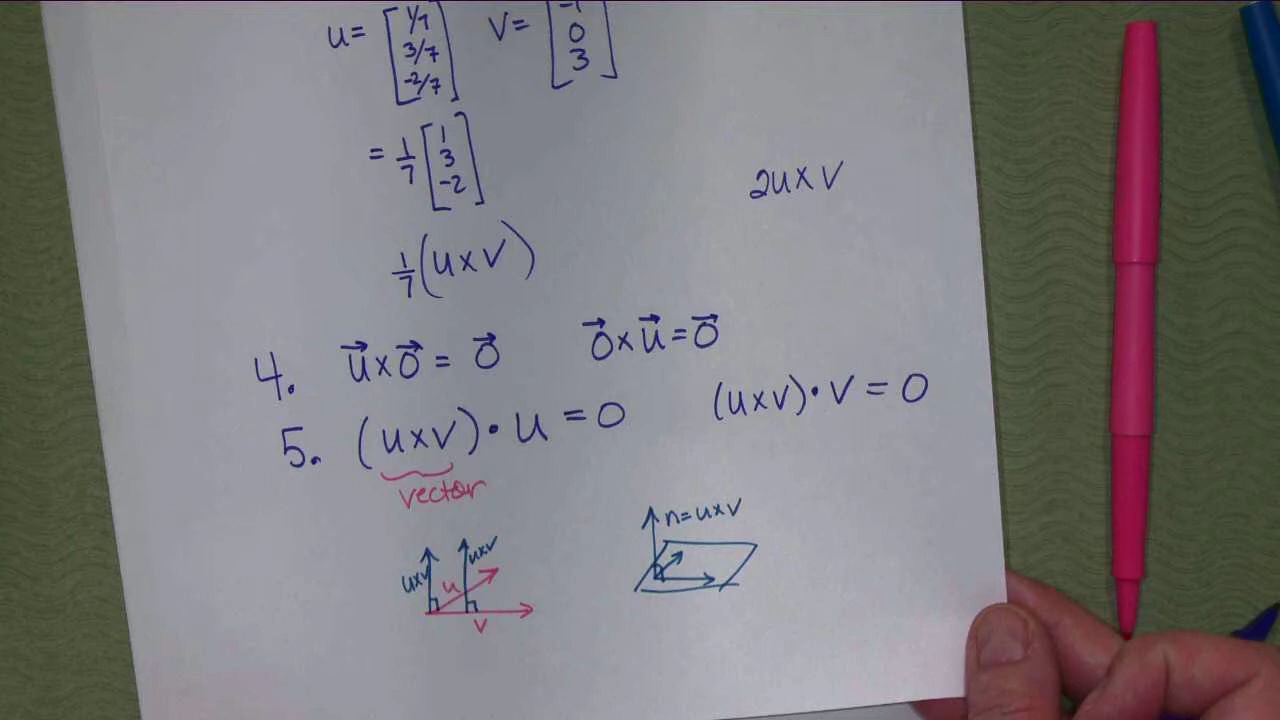 u= [1/7 3/7 -2/7] v= [-1 0 3]
= 1/7 [1 3 -2]
2u×v
1/7(u×v)
4. u⃗×0⃗ = 0⃗ 0⃗×u⃗=0⃗
5. (u×v)·u=0 (u×v)·v=0
vector
n=u×v
u×v
u×v
u
v